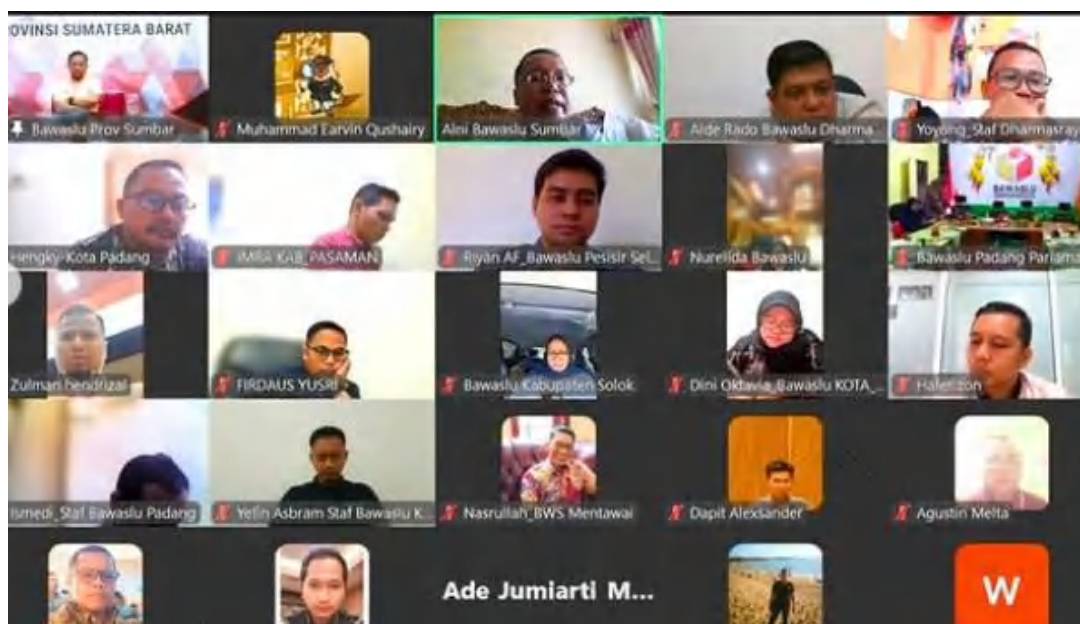 OVINSI SUMATERA BARAT
Bawaslu Prov Sumbar
Muhammad Earvin Qushairy
Alni Bawaslu Sumbar
Alde Rado Bawaslu Dharma...
Yoyong_Staf Dharmasray
BAWASLU
Hengky-Kota Padang
IMRA KAB_PASAMAN
Riyan AF_Bawaslu Pesisir Sel...
Nurelida Bawaslu
Bawaslu Padang Pariama
Zulman hendrizal
FIRDAUS YUSRI
Bawaslu Kabupaten Solok
Dini Oktavia_Bawaslu KOTA_...
Ismedi_Staf Bawaslu Padang
Yefin Asbram Staf Bawaslu K...
Nasrullah_BWS Mentawai
Dapit Alexsander
Agustin Melta
Ade Jumiarti M...
W